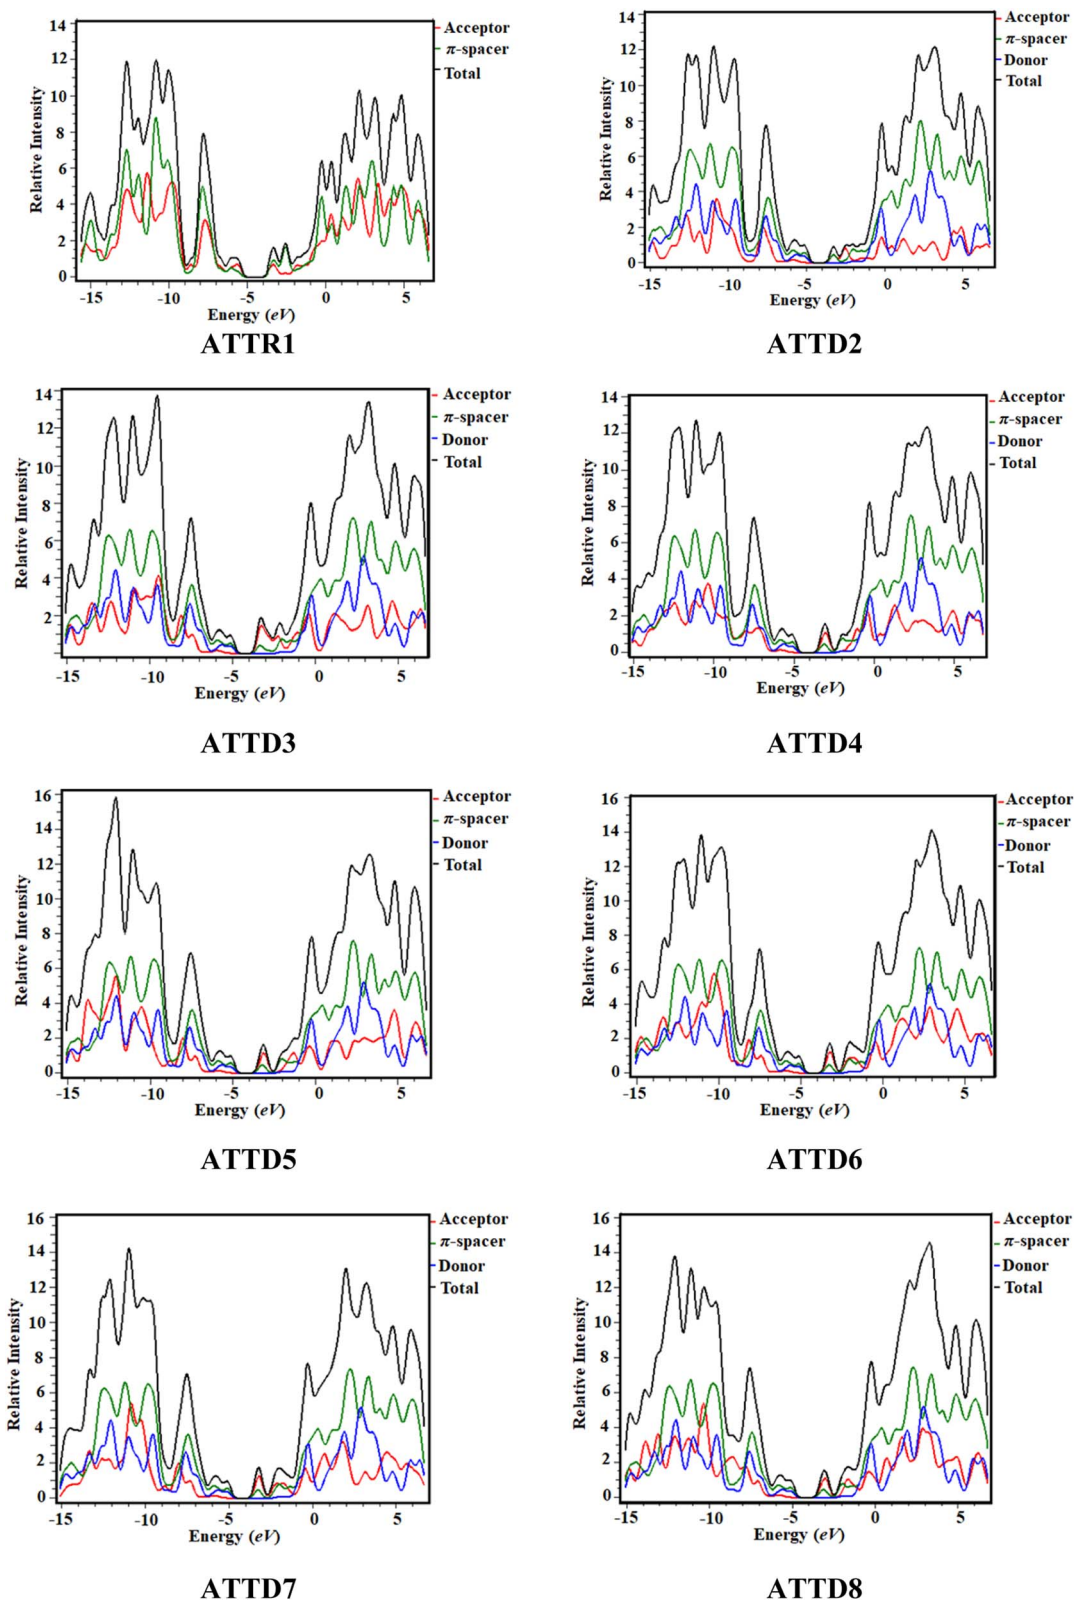 14
12
10
8
6
4
2
0
Relative Intensity
-15 -10 -5 0 5
Energy (eV)
Acceptor
π-spacer
Total
ATTR1
14
12
10
8
6
4
2
0
Relative Intensity
-15 -10 -5 0 5
Energy (eV)
Acceptor
π-spacer
Donor
Total
ATTD2
14
12
10
8
6
4
2
Relative Intensity
-15 -10 -5 0 5
Energy (eV)
Acceptor
π-spacer
Donor
Total
ATTD3
14
12
10
8
6
4
2
0
Relative Intensity
-15 -10 -5 0 5
Energy (eV)
Acceptor
π-spacer
Donor
Total
ATTD4
16
14
12
10
8
6
4
2
0
Relative Intensity
-15 -10 -5 0 5
Energy (eV)
Acceptor
π-spacer
Donor
Total
ATTD5
16
14
12
10
8
6
4
2
0
Relative Intensity
-15 -10 -5 0 5
Energy (eV)
Acceptor
π-spacer
Donor
Total
ATTD6
16
14
12
10
8
6
4
2
0
Relative Intensity
-15 -10 -5 0 5
Energy (eV)
Acceptor
π-spacer
Donor
Total
ATTD7
16
14
12
10
8
6
4
2
0
Relative Intensity
-15 -10 -5 0 5
Energy (eV)
Acceptor
π-spacer
Donor
Total
ATTD8